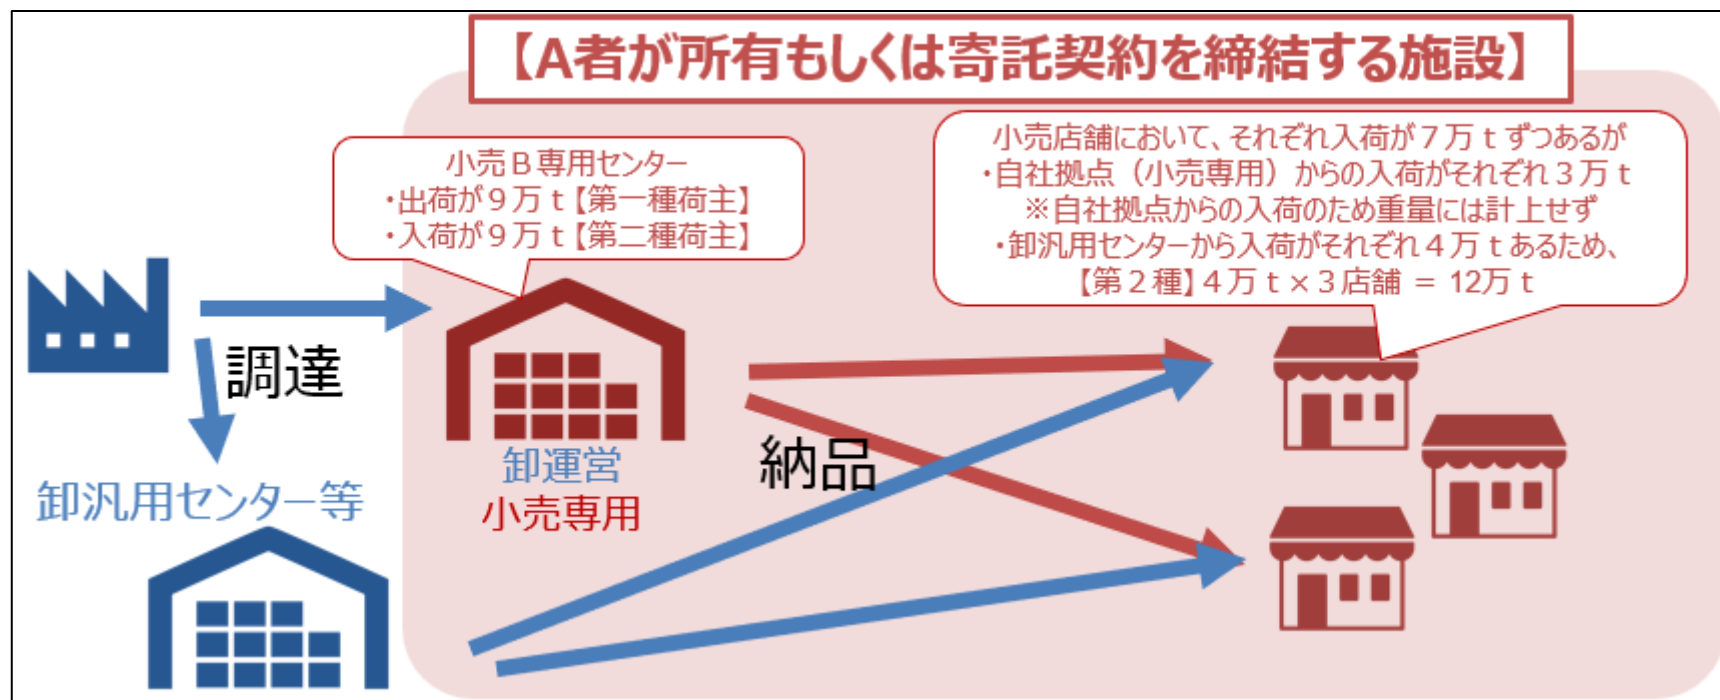 【A者が所有もしくは寄託契約を締結する施設】
小売B専用センター
・出荷が9万t【第一種荷主】
・入荷が9万t【第二種荷主】
小売店舗において、それぞれ入荷が7万tずつあるが
・自社拠点（小売専用）からの入荷がそれぞれ3万t
※自社拠点からの入荷のため重量には計上せず
・卸汎用センターから入荷がそれぞれ4万tあるため、
【第2種】4万t×3店舗 = 12万t
調達
卸運営
小売専用
納品
卸汎用センター等